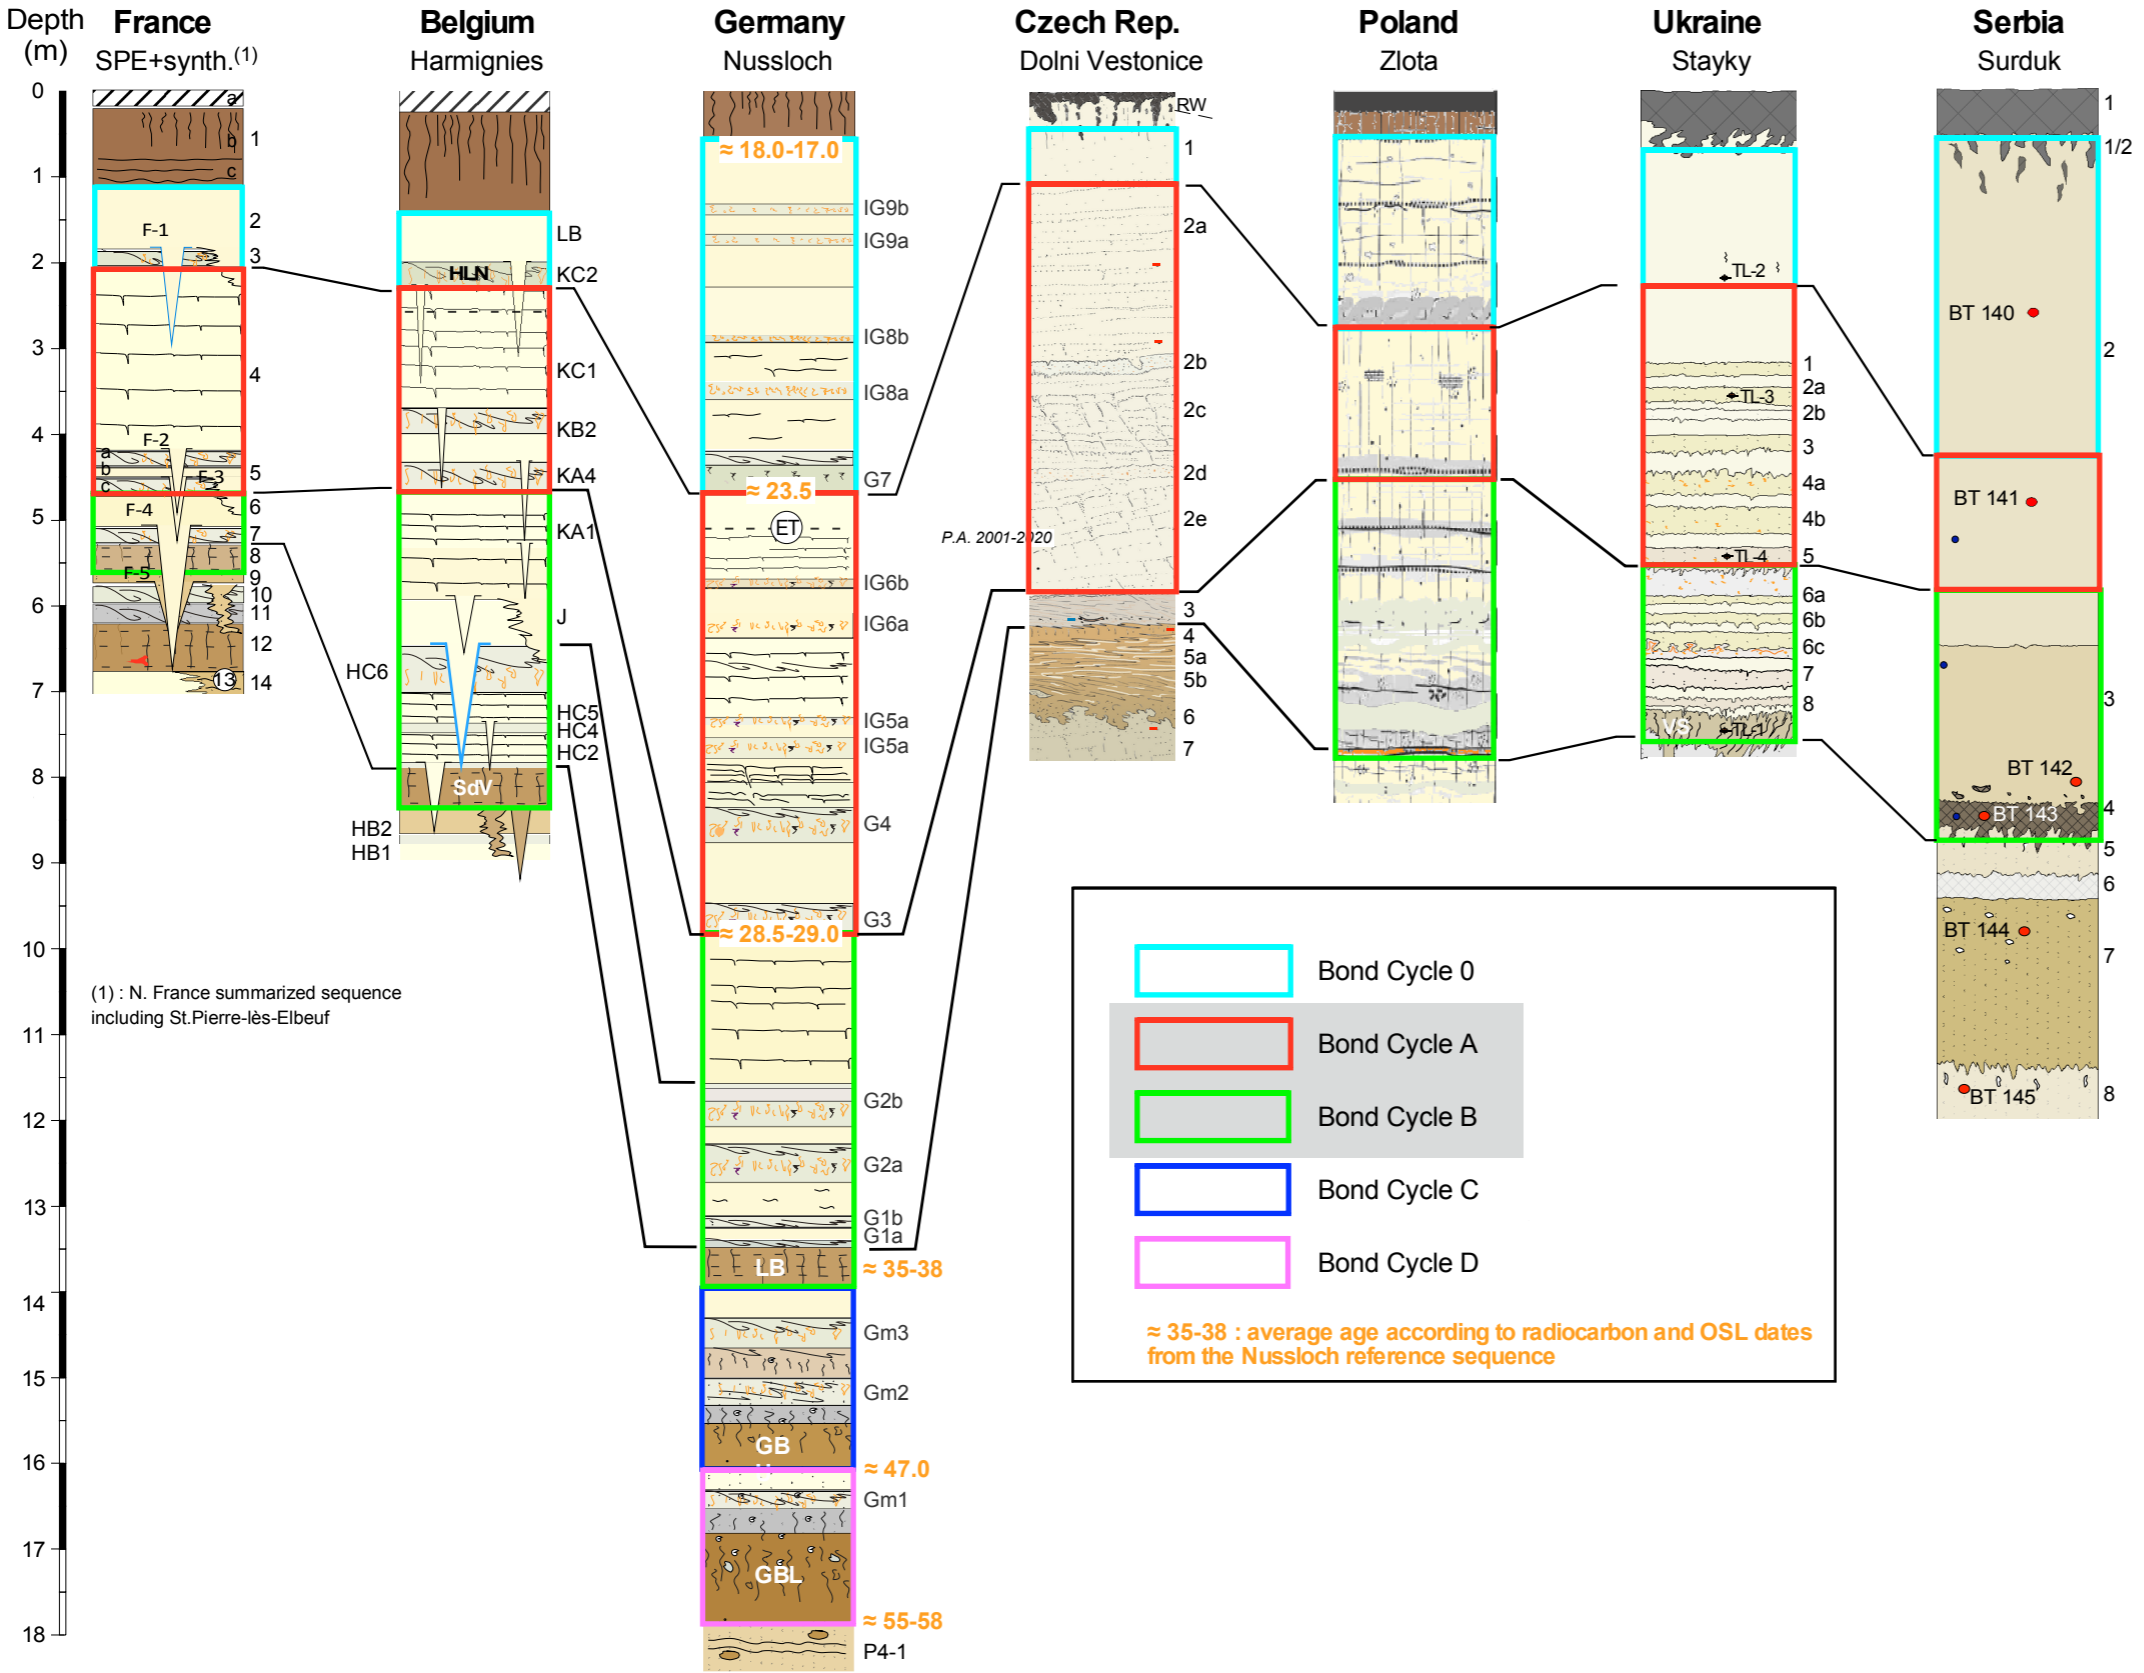 Depth
(m)
France
SPE+synth.(1)
Belgium
Harmignies
Germany
Nussloch
Czech Rep.
Dolni Vestonice
Poland
Zlota
Ukraine
Stayky
Serbia
Surduk
0
1
2
3
4
5
6
7
8
9
10
11
12
13
14
15
16
17
18
a
b
1
c
2
F-1
3
4
F-2
a
b
F-3
5
c
6
F-4
7
8
F-5
9
10
11
12
13
14
LB
HLN
KC2
KC1
KB2
KA4
KA1
J
HC6
HC5
HC4
HC2
SdV
HB2
HB1
≈ 18.0-17.0
IG9b
IG9a
IG8b
IG8a
G7
≈ 23.5
ET
IG6b
IG6a
IG5a
IG5a
G4
G3
≈ 28.5-29.0
G2b
G2a
G1b
G1a
LB
≈ 35-38
Gm3
Gm2
GB
≈ 47.0
Gm1
GBL
≈ 55-58
P4-1
RW
1
2a
2b
2c
2d
2e
P.A. 2001-2020
3
4
5a
5b
6
7
TL-2
1
2a
TL-3
2b
3
4a
4b
TL-4
5
6a
6b
6c
7
8
VS
TL-1
1
1/2
BT 140
2
BT 141
3
BT 142
4
BT 143
5
6
BT 144
7
BT 145
8
(1) : N. France summarized sequence
including St.Pierre-lès-Elbeuf
Bond Cycle 0
Bond Cycle A
Bond Cycle B
Bond Cycle C
Bond Cycle D
≈ 35-38 : average age according to radiocarbon and OSL dates
from the Nussloch reference sequence